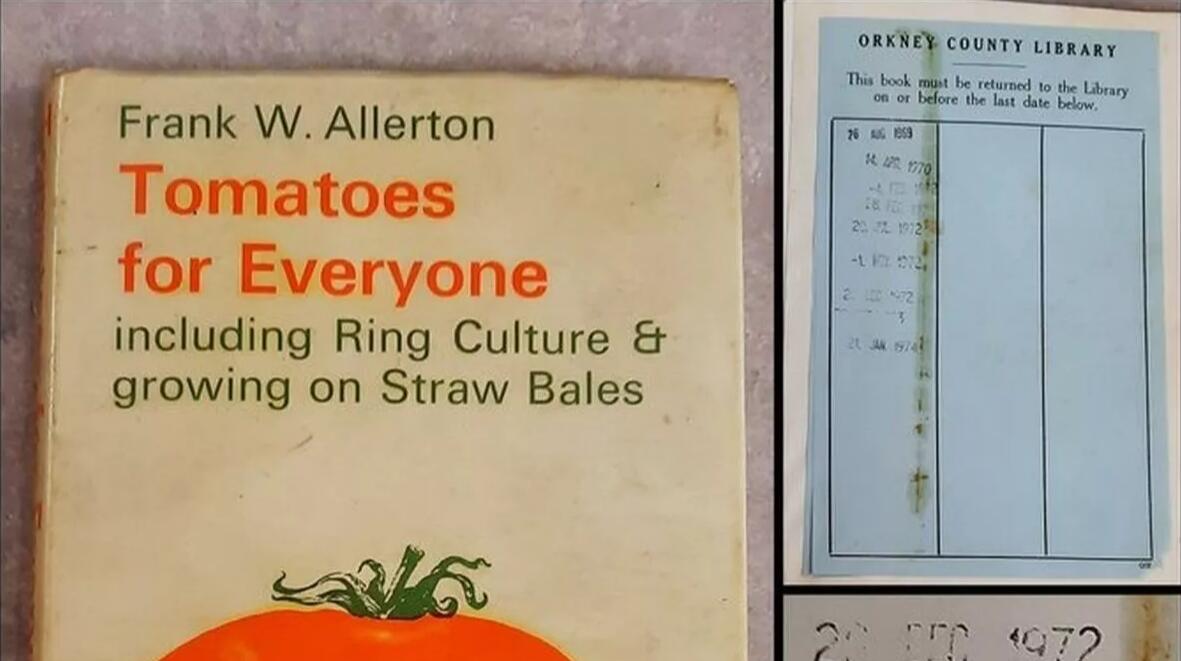 Frank W. Allerton
Tomatoes
for Everyone
including Ring Culture &
growing on Straw Bales
ORKNEY COUNTY LIBRARY
This book must be returned to the Library
on or before the last date below.
26 AUG 1969
14 APR 1970
1972
1972
1972
21 JAN 1974
1972